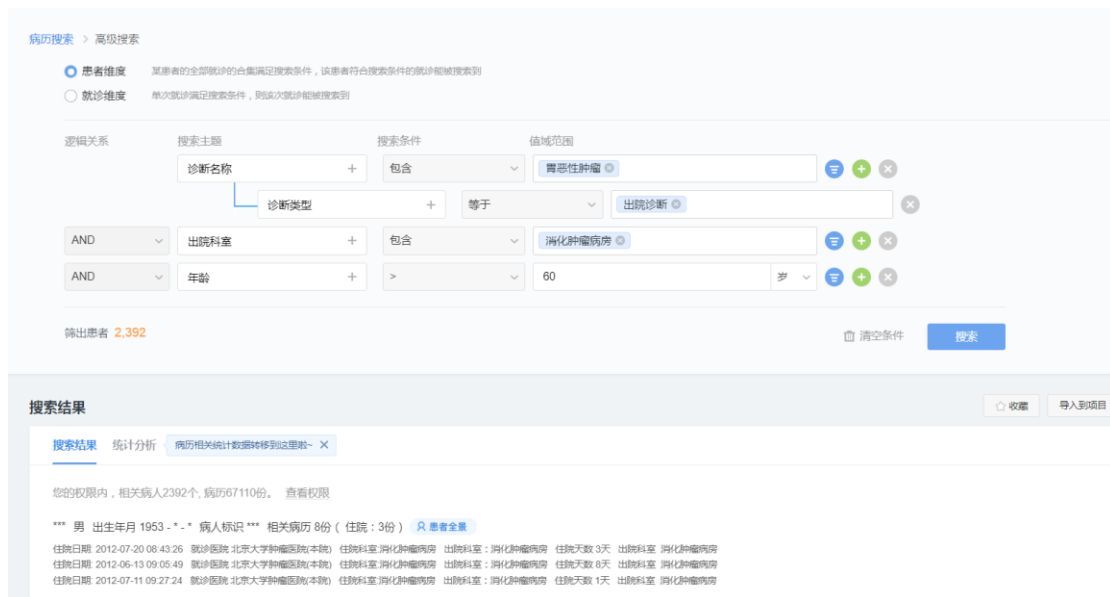 病历搜索 > 高级搜索
患者维度 某患者的全部就诊的合集满足搜索条件，该患者符合搜索条件的就诊能被搜索到
就诊维度 单次就诊满足搜索条件，则该次就诊能被搜索到
逻辑关系 搜索主题 搜索条件 值域范围
诊断名称 + 包含 胃恶性肿瘤
诊断类型 + 等于 出院诊断
AND 出院科室 + 包含 消化肿瘤病房
AND 年龄 + > 60 岁
筛出患者 2,392 清空条件 搜索
搜索结果 收藏 导入到项目
搜索结果 统计分析 病历相关统计数据转移到这里啦~ ×
您的权限内，相关病人2392个, 病历67110份。 查看权限
*** 男 出生年月 1953 - * - * 病人标识 *** 相关病历 8份 ( 住院：3份 ) 患者全景
住院日期: 2012-07-20 08:43:26 就诊医院:北京大学肿瘤医院(本院) 住院科室:消化肿瘤病房 出院科室：消化肿瘤病房 住院天数 3天 出院科室 消化肿瘤病房
住院日期: 2012-06-13 09:05:49 就诊医院:北京大学肿瘤医院(本院) 住院科室:消化肿瘤病房 出院科室：消化肿瘤病房 住院天数 8天 出院科室 消化肿瘤病房
住院日期: 2012-07-11 09:27:24 就诊医院:北京大学肿瘤医院(本院) 住院科室:消化肿瘤病房 出院科室：消化肿瘤病房 住院天数 1天 出院科室 消化肿瘤病房